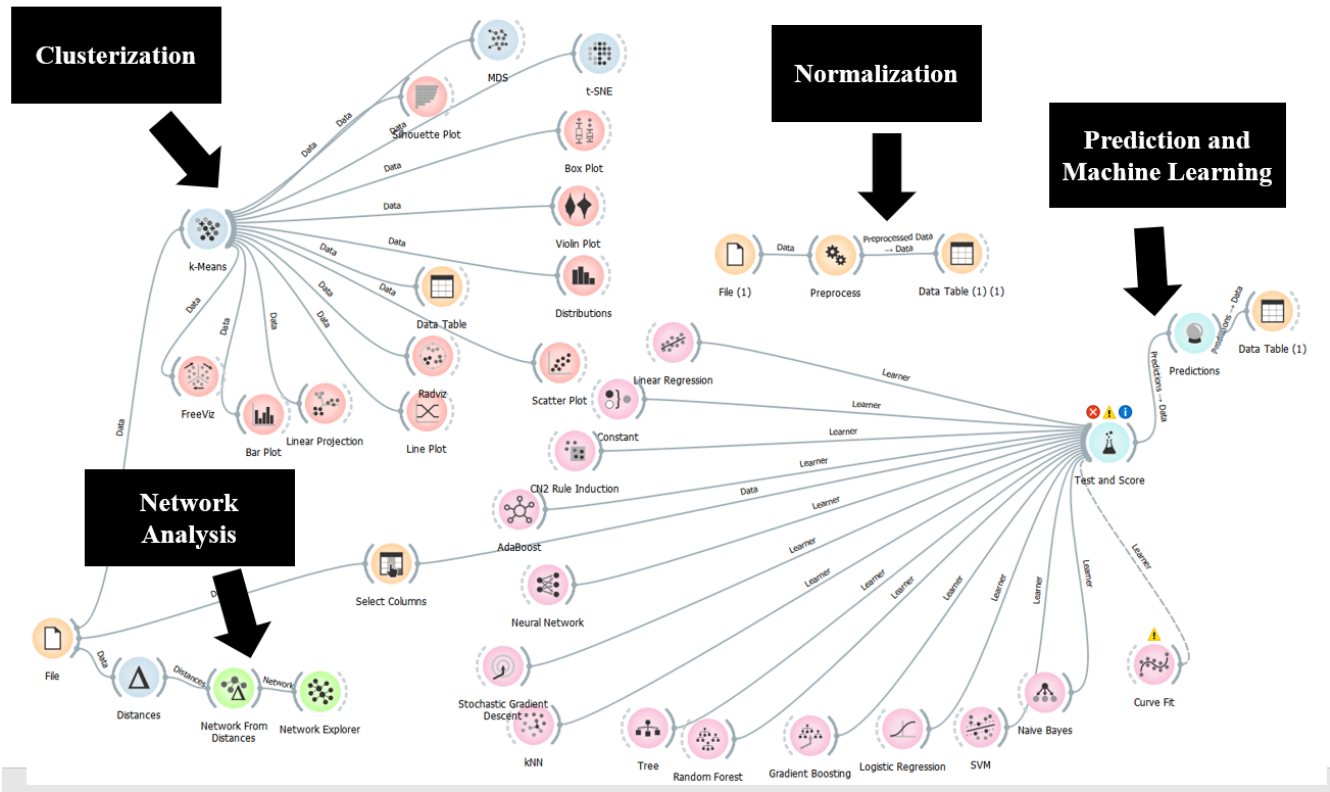 Clusterization
Normalization
Prediction and
Machine Learning
Network
Analysis
MDS
t-SNE
Silhouette Plot
Box Plot
Violin Plot
Distributions
k-Means
Data Table
Radviz
Scatter Plot
FreeViz
Bar Plot
Linear Projection
Line Plot
Data
Data
Data
Data
Data
Data
Data
Data
Data
Data
Data
Data
Data
File (1)
Data
Preprocess
Preprocessed Data
→ Data
Data Table (1) (1)
Predictions → Data
Predictions
Predictions → Data
Data Table (1)
Test and Score
Linear Regression
Learner
Constant
Learner
CN2 Rule Induction
Learner
AdaBoost
Learner
Data
Select Columns
Neural Network
Learner
Stochastic Gradient
Descent
Learner
kNN
Learner
Tree
Learner
Random Forest
Learner
Gradient Boosting
Learner
Logistic Regression
Learner
SVM
Learner
Naive Bayes
Learner
Curve Fit
Learner
File
Data
Distances
Distances
Network From
Distances
Network
Network Explorer